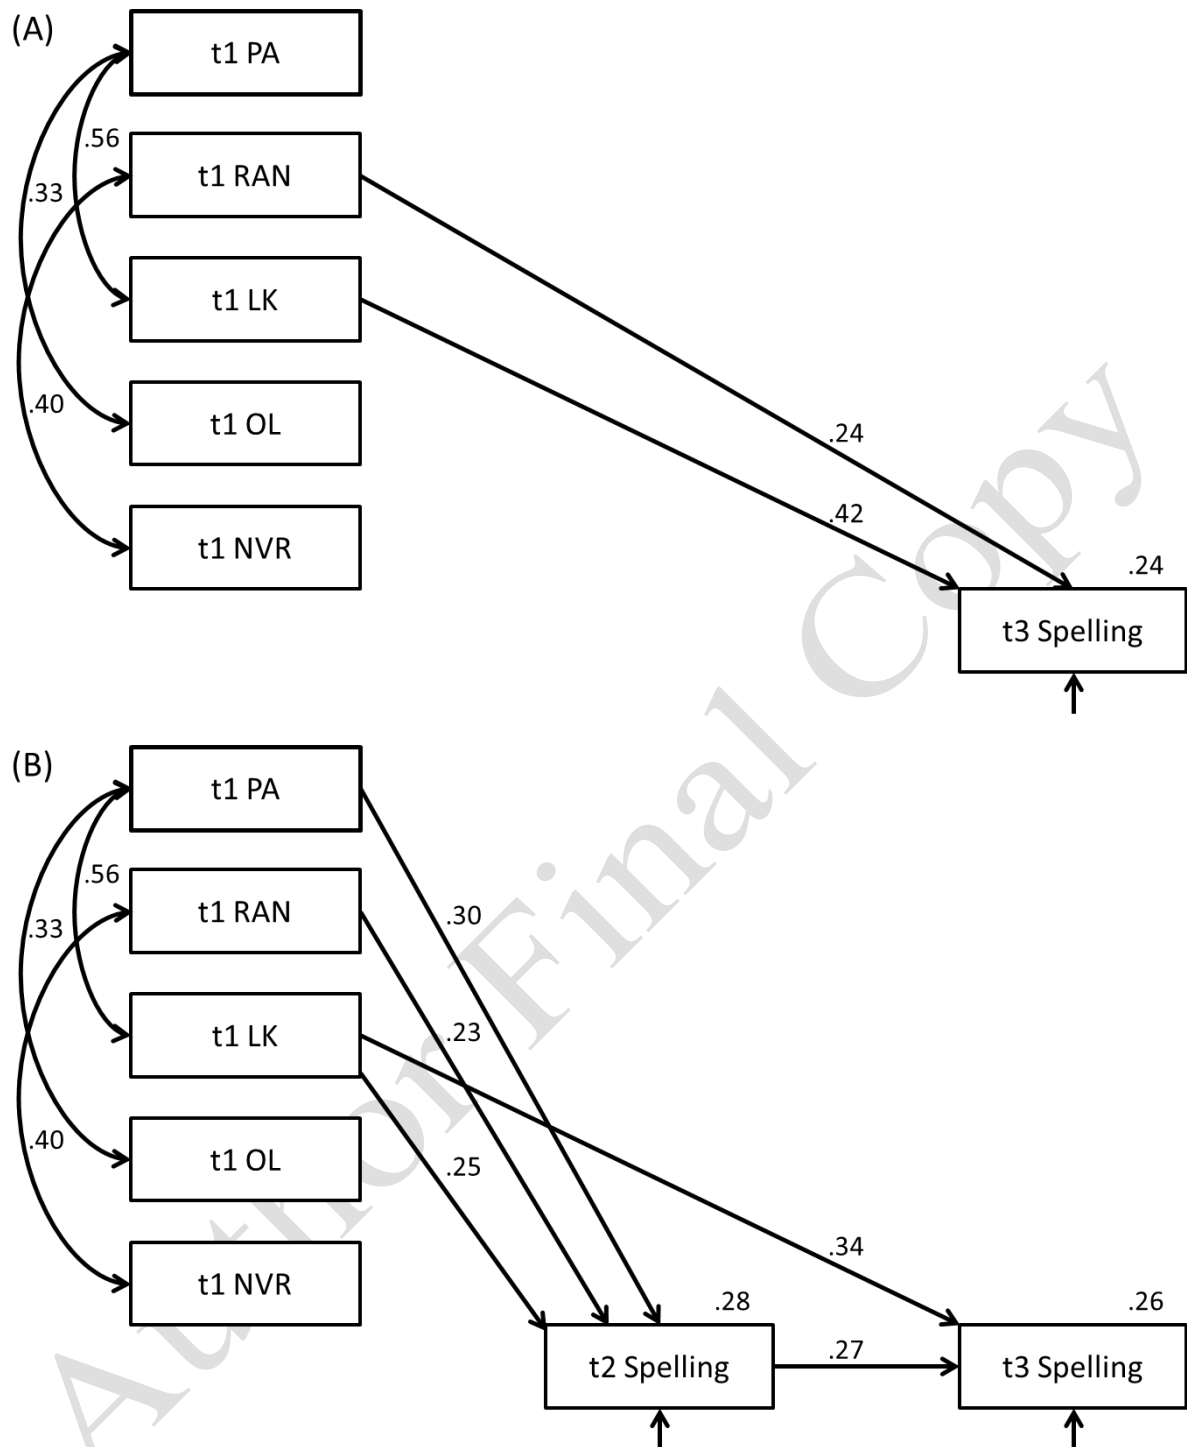 (A)
t1 PA
.56
t1 RAN
.33
t1 LK
.40
t1 OL
.24
.42
t1 NVR
.24
t3 Spelling
(B)
t1 PA
.56
t1 RAN
.30
.33
t1 LK
.23
.40
t1 OL
.25
.34
t1 NVR
.28
.26
t2 Spelling
.27
t3 Spelling
Author Final Copy